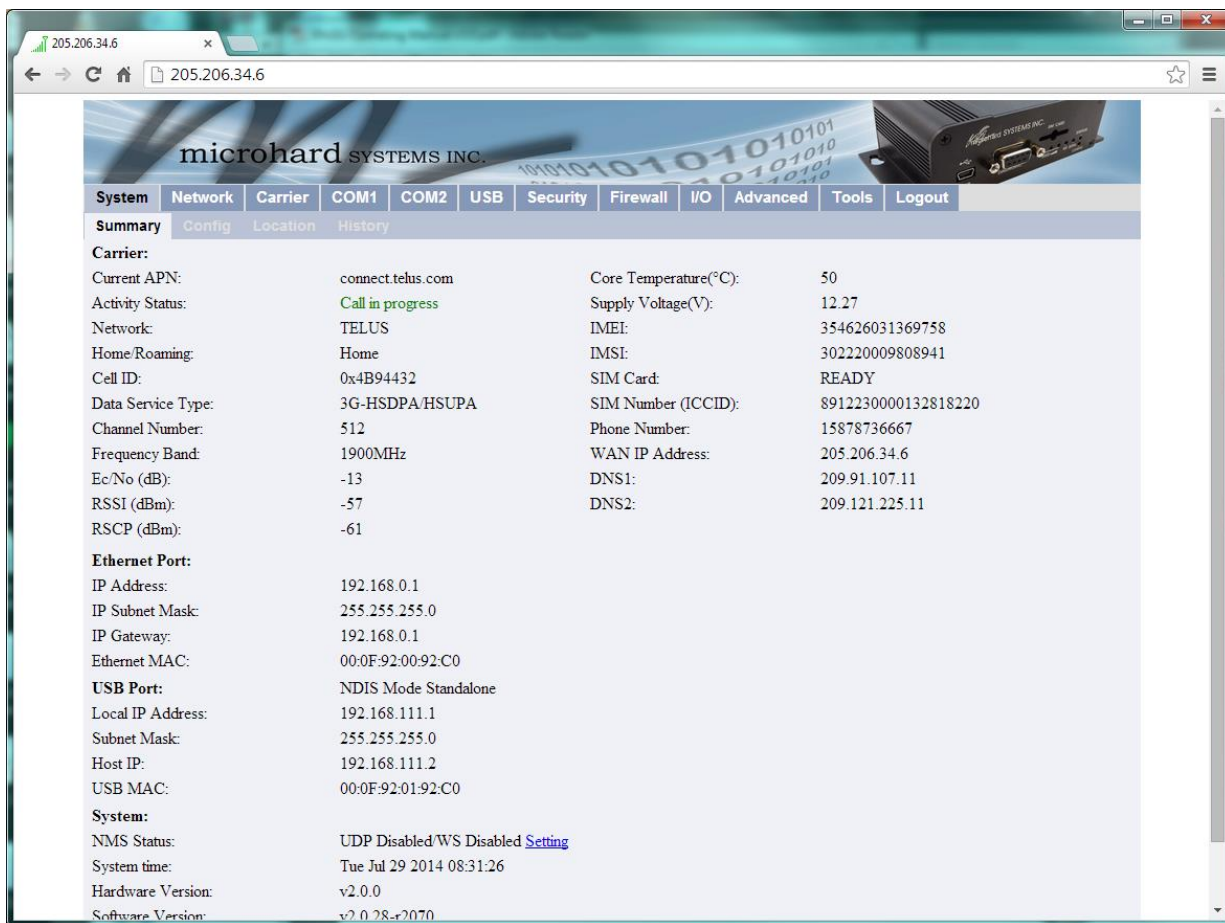 205.206.34.6
205.206.34.6
microhard SYSTEMS INC.
System Network Carrier COM1 COM2 USB Security Firewall I/O Advanced Tools Logout
Summary Config Location History
Carrier:
Current APN: connect.telus.com Core Temperature(°C): 50
Activity Status: Call in progress Supply Voltage(V): 12.27
Network: TELUS IMEI: 354626031369758
Home/Roaming: Home IMSI: 302220009808941
Cell ID: 0x4B94432 SIM Card: READY
Data Service Type: 3G-HSDPA/HSUPA SIM Number (ICCID): 8912230000132818220
Channel Number: 512 Phone Number: 15878736667
Frequency Band: 1900MHz WAN IP Address: 205.206.34.6
Ec/No (dB): -13 DNS1: 209.91.107.11
RSSI (dBm): -57 DNS2: 209.121.225.11
RSCP (dBm): -61
Ethernet Port:
IP Address: 192.168.0.1
IP Subnet Mask: 255.255.255.0
IP Gateway: 192.168.0.1
Ethernet MAC: 00:0F:92:00:92:C0
USB Port: NDIS Mode Standalone
Local IP Address: 192.168.111.1
Subnet Mask: 255.255.255.0
Host IP: 192.168.111.2
USB MAC: 00:0F:92:01:92:C0
System:
NMS Status: UDP Disabled/WS Disabled Setting
System time: Tue Jul 29 2014 08:31:26
Hardware Version: v2.0.0
Software Version: v2.0.28-r2070